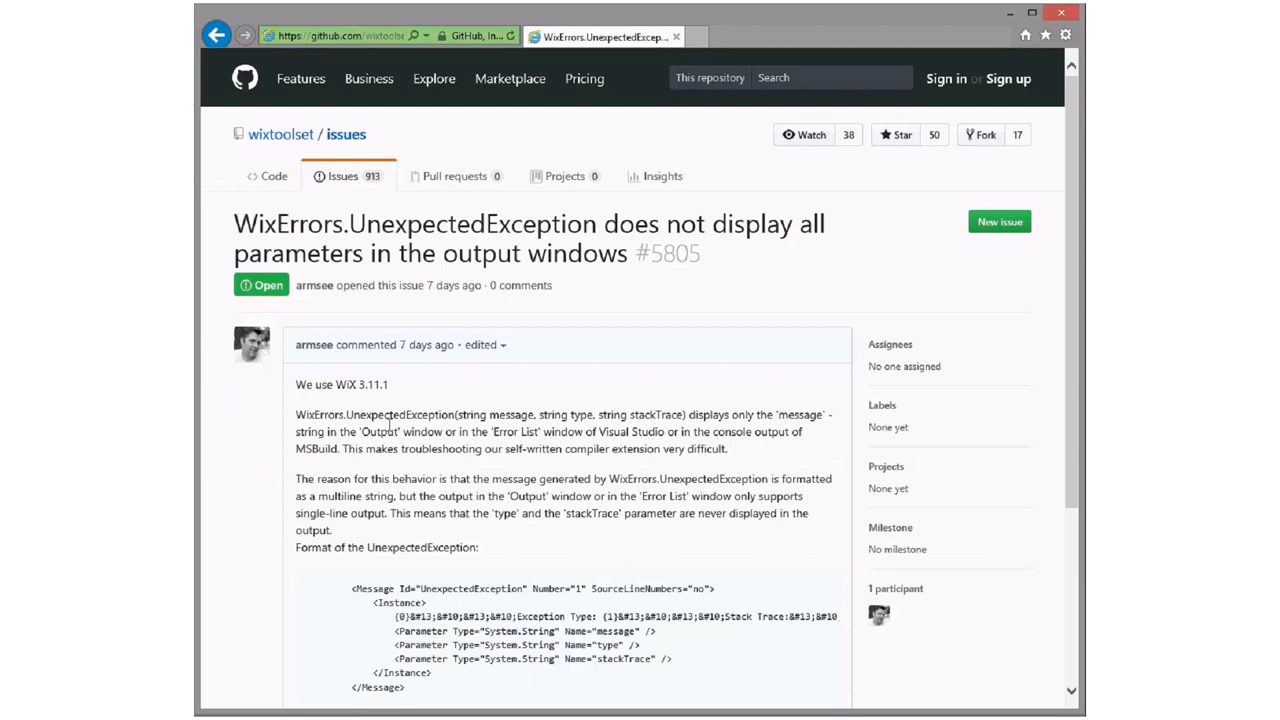 https://github.com/wixtoolse
GitHub, In...
WixErrors.UnexpectedExcep...
Features Business Explore Marketplace Pricing
This repository Search
Sign in or Sign up
wixtoolset / issues
Watch 38 Star 50 Fork 17
<> Code Issues 913 Pull requests 0 Projects 0 Insights
WixErrors.UnexpectedException does not display all
parameters in the output windows #5805
New issue
Open armsee opened this issue 7 days ago · 0 comments
armsee commented 7 days ago • edited
We use WiX 3.11.1
WixErrors.UnexpectedException(string message, string type, string stackTrace) displays only the 'message' -
string in the 'Output' window or in the 'Error List' window of Visual Studio or in the console output of
MSBuild. This makes troubleshooting our self-written compiler extension very difficult.
The reason for this behavior is that the message generated by WixErrors.UnexpectedException is formatted
as a multiline string, but the output in the 'Output' window or in the 'Error List' window only supports
single-line output. This means that the 'type' and the 'stackTrace' parameter are never displayed in the
output.
Format of the UnexpectedException:
<Message Id="UnexpectedException" Number="1" SourceLineNumbers="no">
<Instance>
{0}&#13;&#10;&#13;&#10;Exception Type: {1}&#13;&#10;&#13;&#10;Stack Trace:&#13;&#10
<Parameter Type="System.String" Name="message" />
<Parameter Type="System.String" Name="type" />
<Parameter Type="System.String" Name="stackTrace" />
</Instance>
</Message>
Assignees
No one assigned
Labels
None yet
Projects
None yet
Milestone
No milestone
1 participant